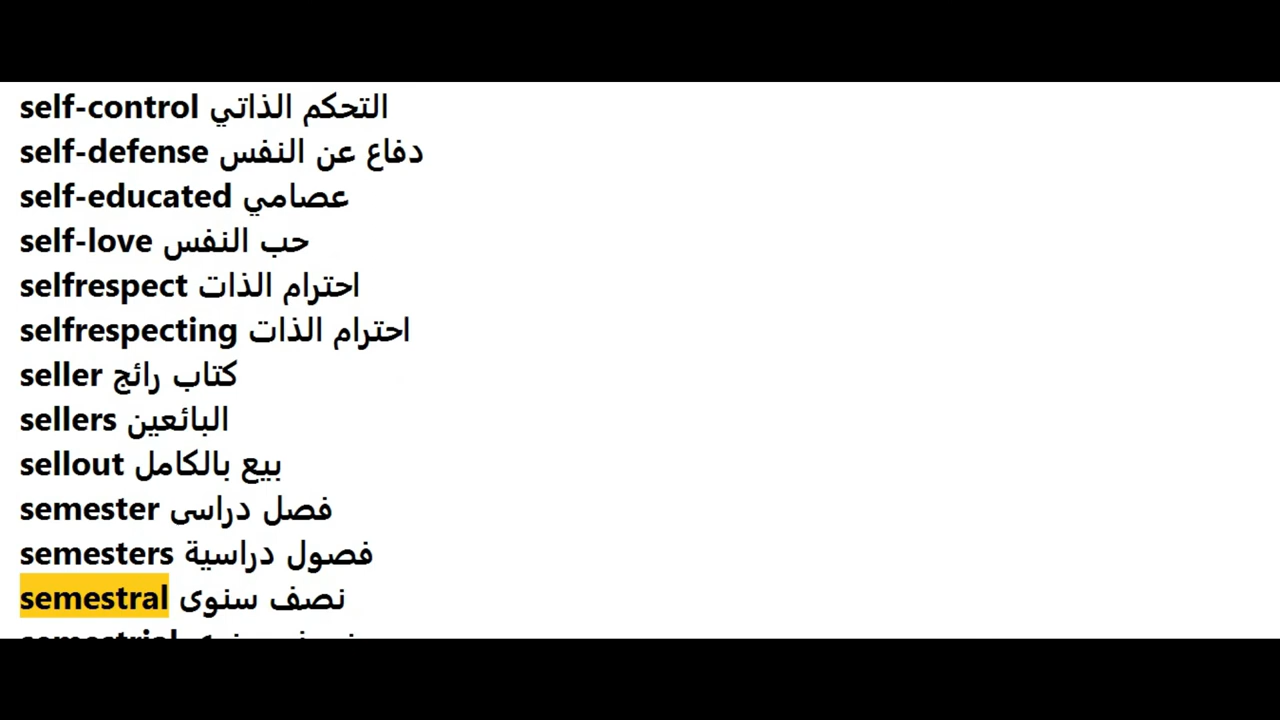 self-control التحكم الذاتي
self-defense دفاع عن النفس
self-educated عصامي
self-love حب النفس
selfrespect احترام الذات
selfrespecting احترام الذات
seller كتاب رائج
sellers البائعين
sellout بيع بالكامل
semester فصل دراسى
semesters فصول دراسية
semestral نصف سنوى